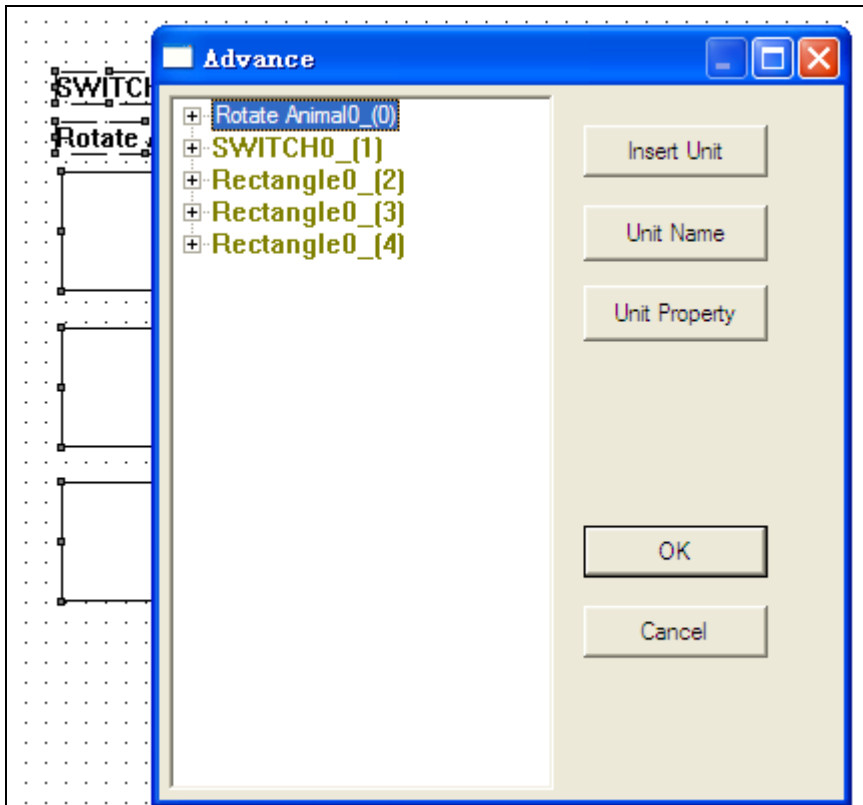 Advance
SWITCH
Rotate
Rotate Animal0_(0)
SWITCH0_(1)
Rectangle0_(2)
Rectangle0_(3)
Rectangle0_(4)
Insert Unit
Unit Name
Unit Property
OK
Cancel